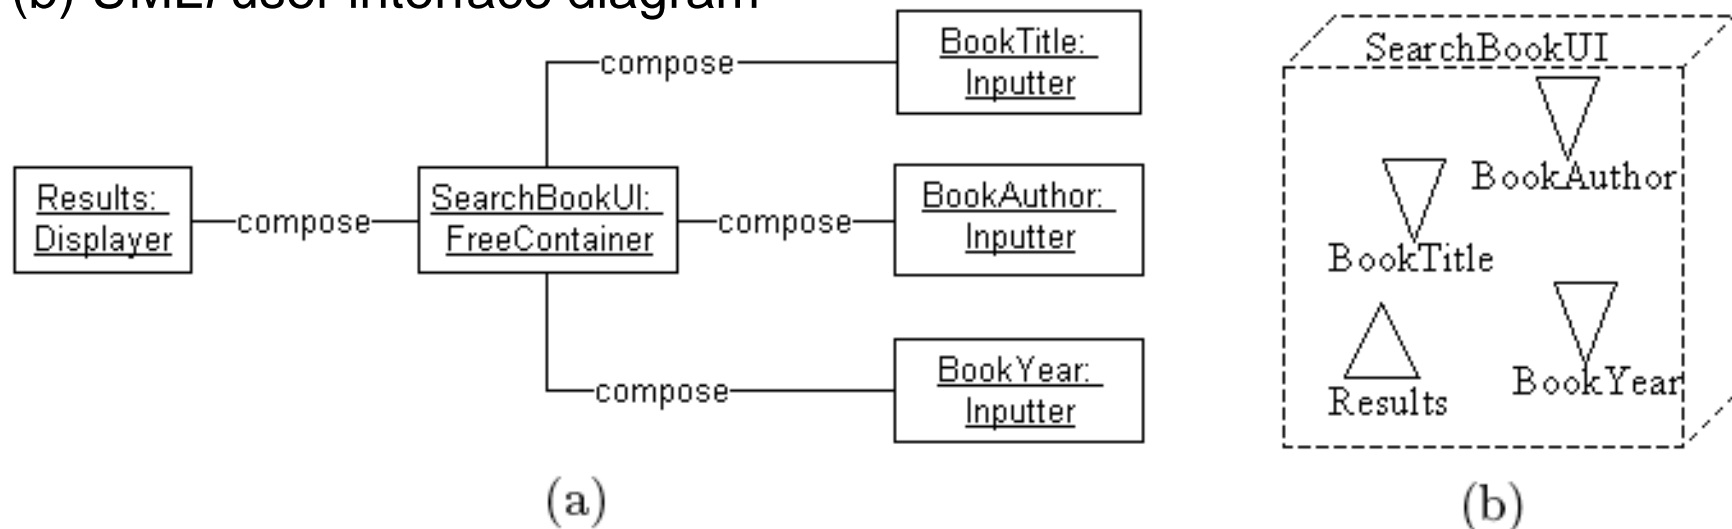 (b) UML/ user interface diagram
compose
BookTitle:
Inputter
Results:
Displayer
compose
SearchBookUI:
FreeContainer
compose
BookAuthor:
Inputter
compose
BookYear:
Inputter
(a)
SearchBookUI
BookAuthor
BookTitle
BookYear
Results
(b)